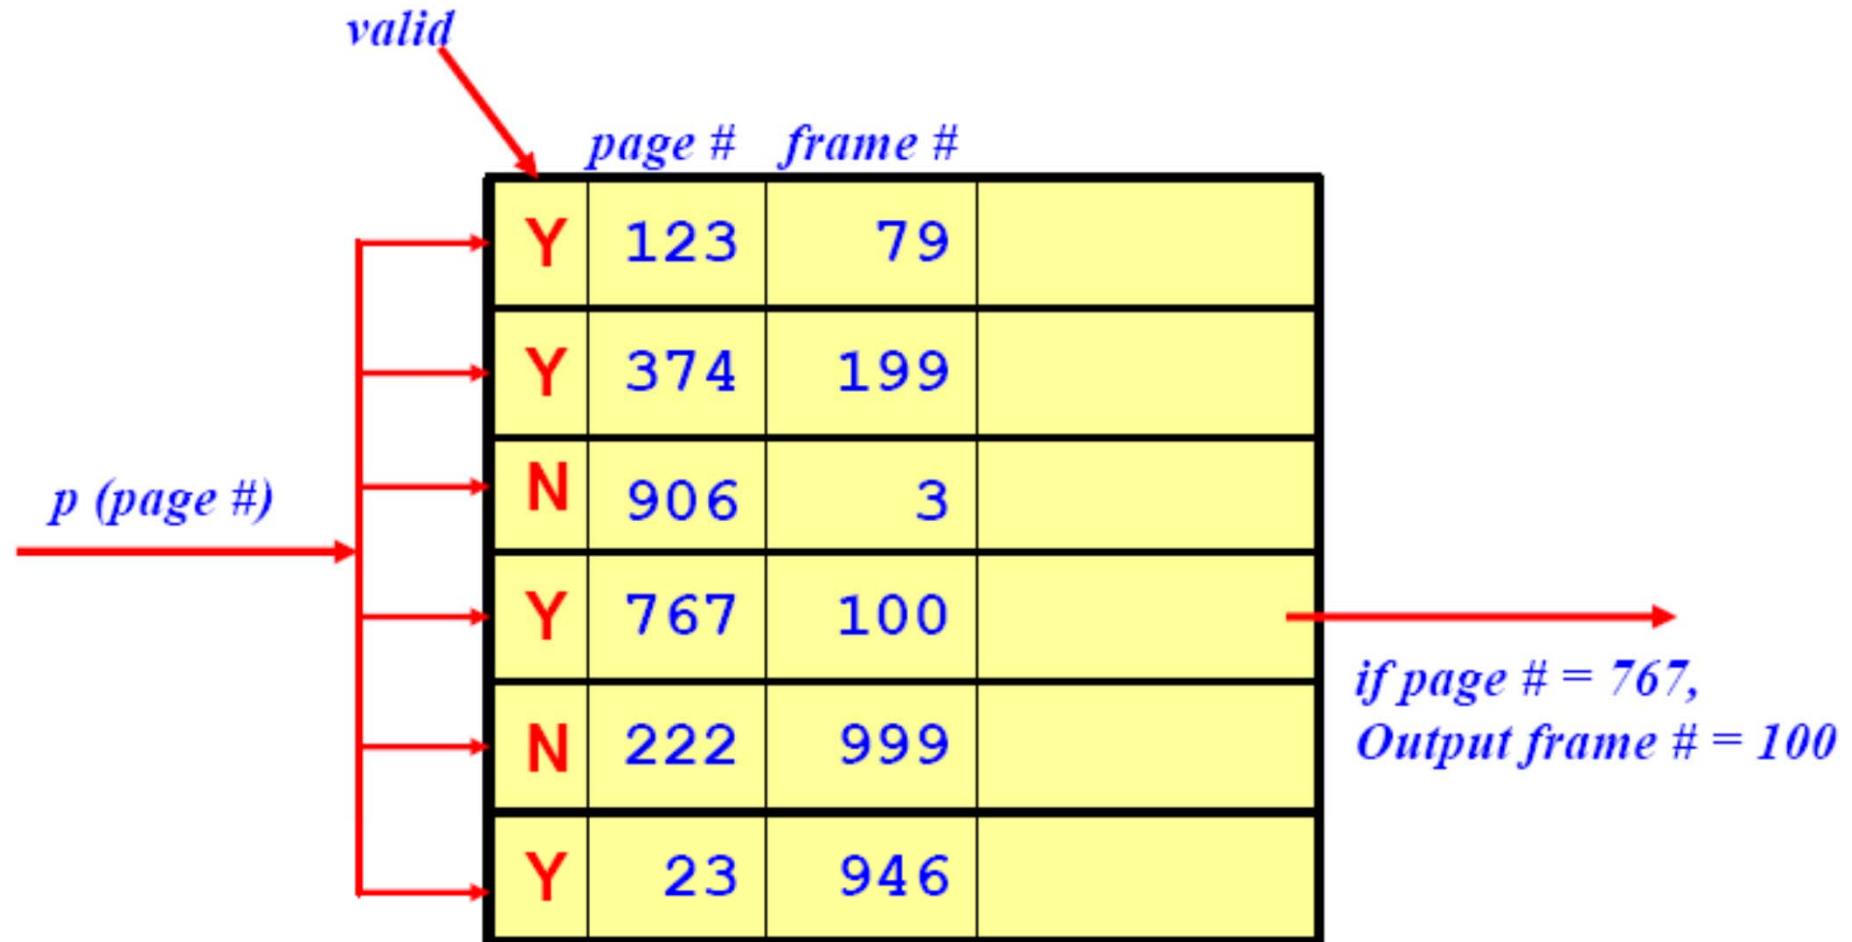 valid
page # frame #
Y 123 79
Y 374 199
N 906 3
p (page #)
Y 767 100
if page # = 767,
Output frame # = 100
N 222 999
Y 23 946